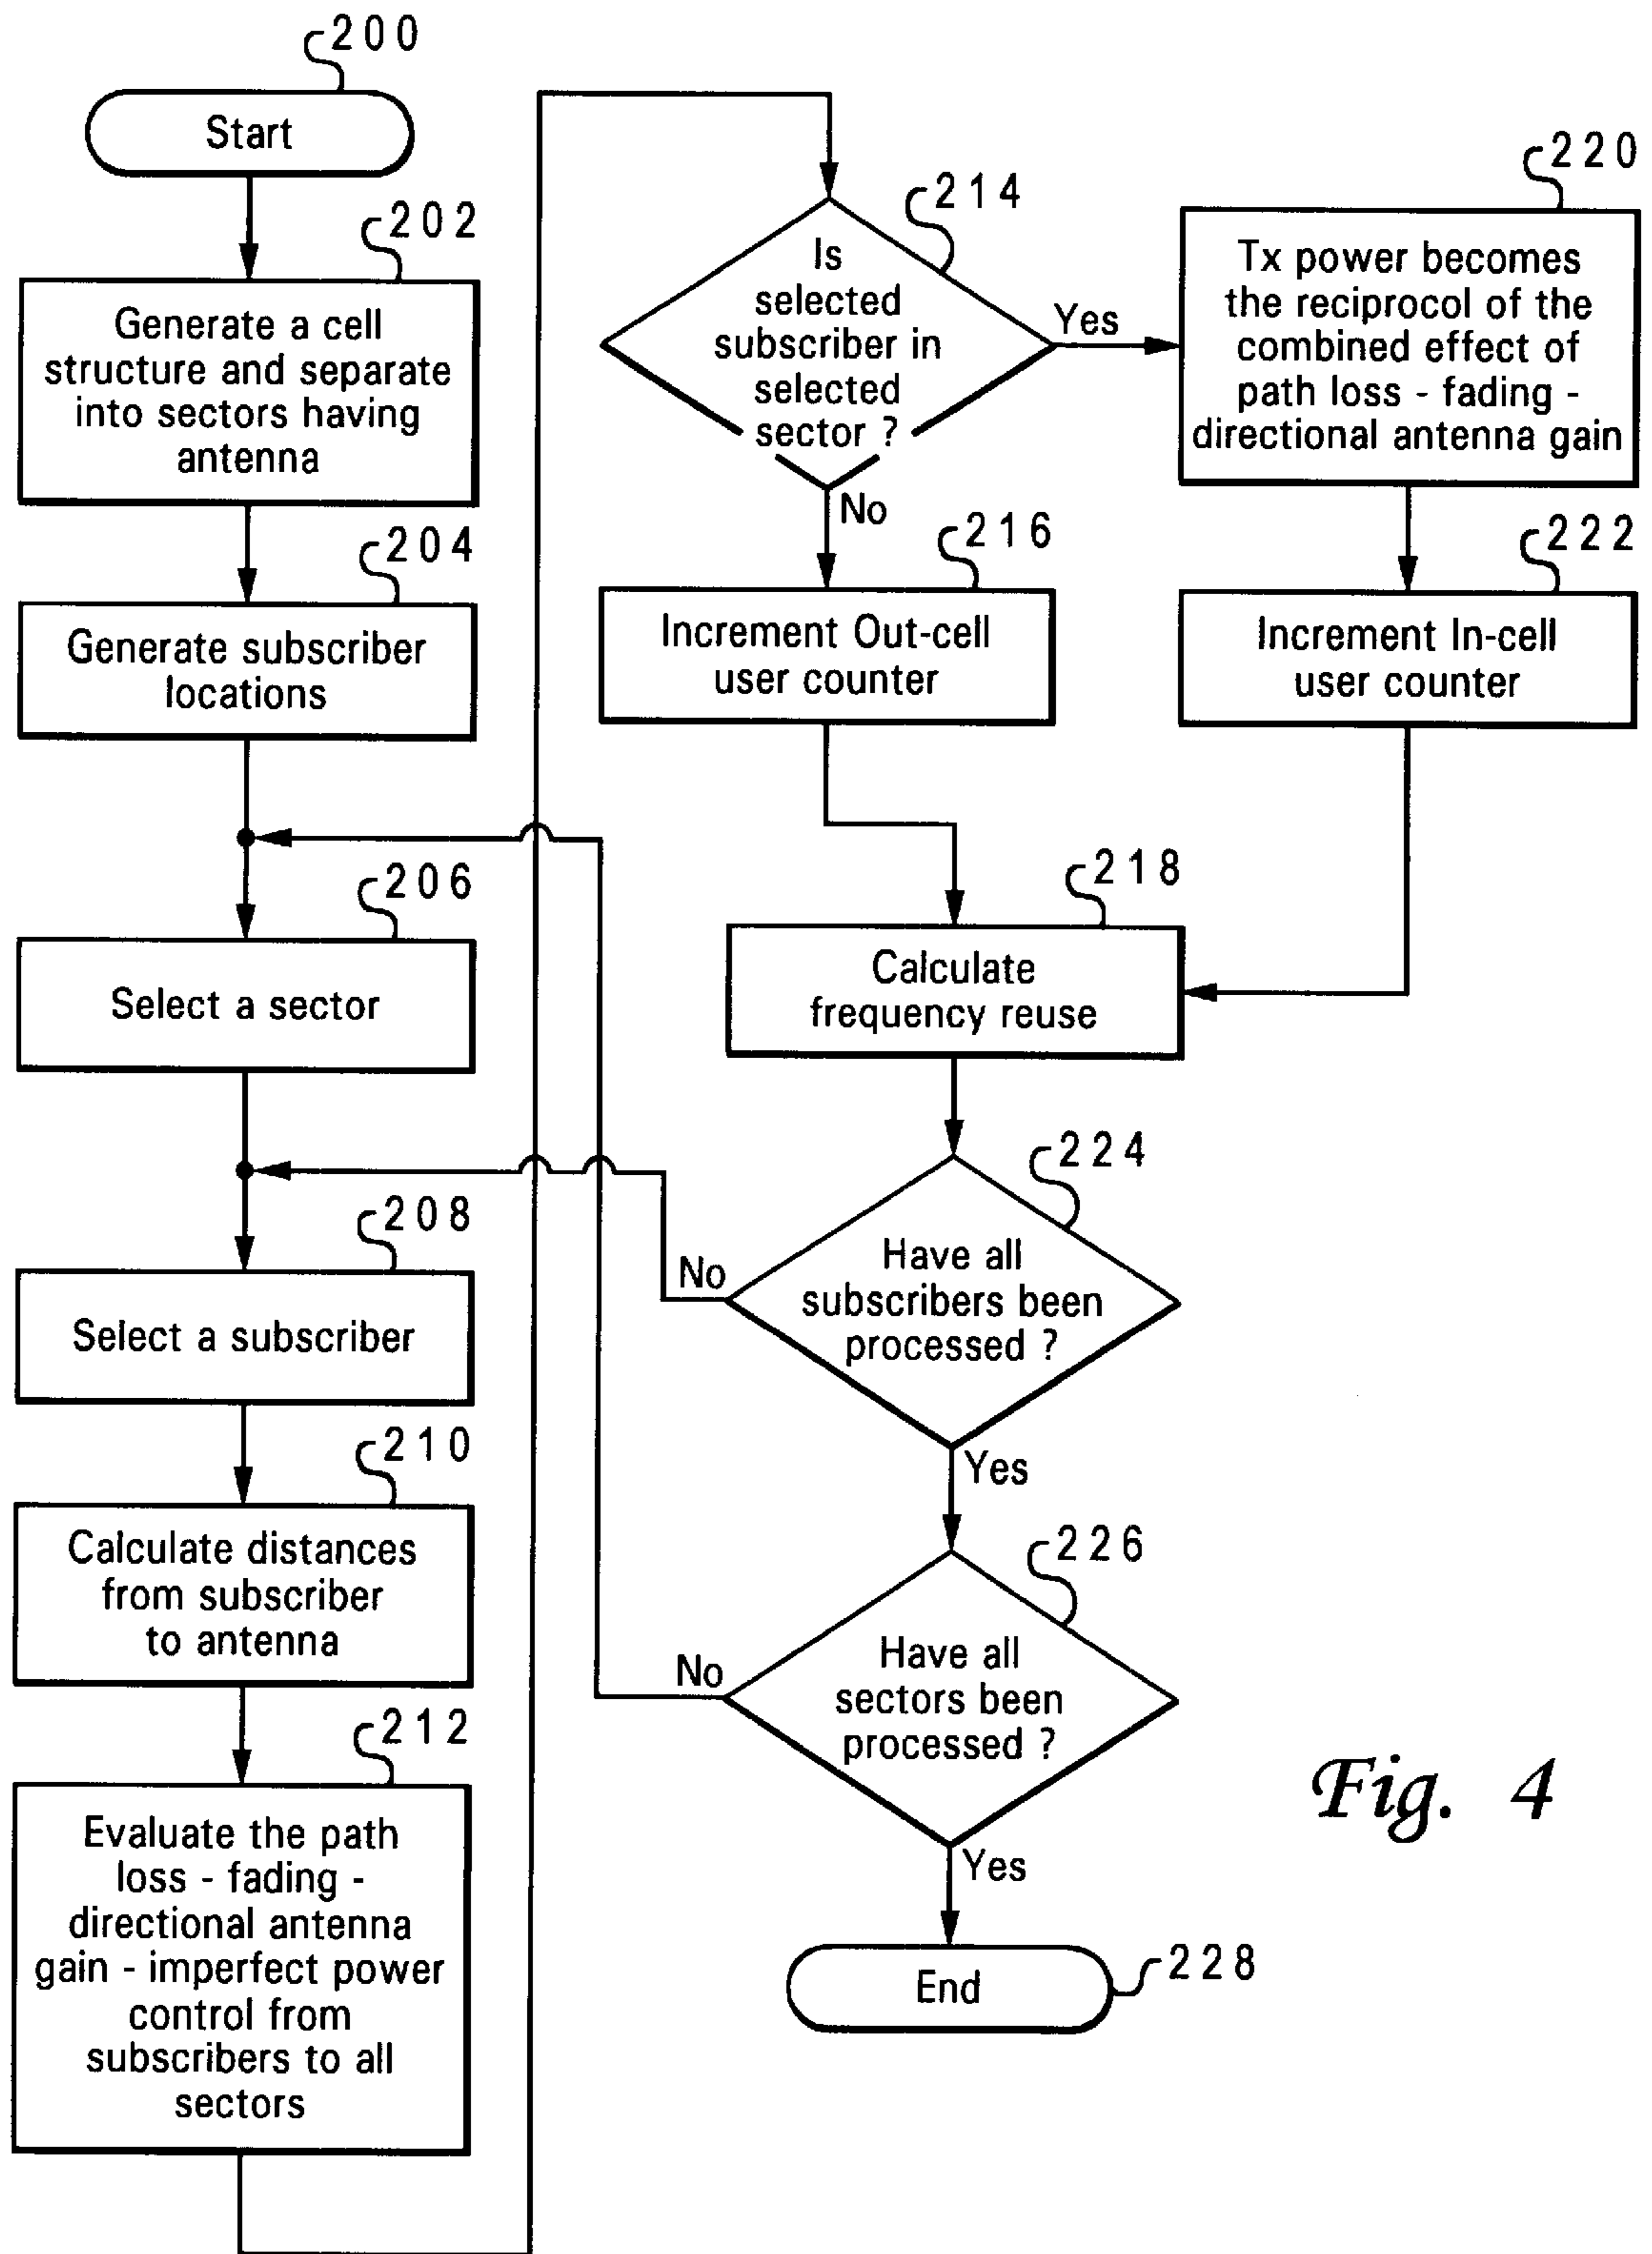 200
Start
202
Generate a cell
structure and separate
into sectors having
antenna
204
Generate subscriber
locations
206
Select a sector
208
Select a subscriber
210
Calculate distances
from subscriber
to antenna
212
Evaluate the path
loss - fading -
directional antenna
gain - imperfect power
control from
subscribers to all
sectors
214
Is
selected
subscriber in
selected
sector ?
Yes
No
220
Tx power becomes
the reciprocol of the
combined effect of
path loss - fading -
directional antenna gain
216
Increment Out-cell
user counter
222
Increment In-cell
user counter
218
Calculate
frequency reuse
224
Have all
subscribers been
processed ?
No
Yes
226
Have all
sectors been
processed ?
No
Yes
End
228
Fig. 4